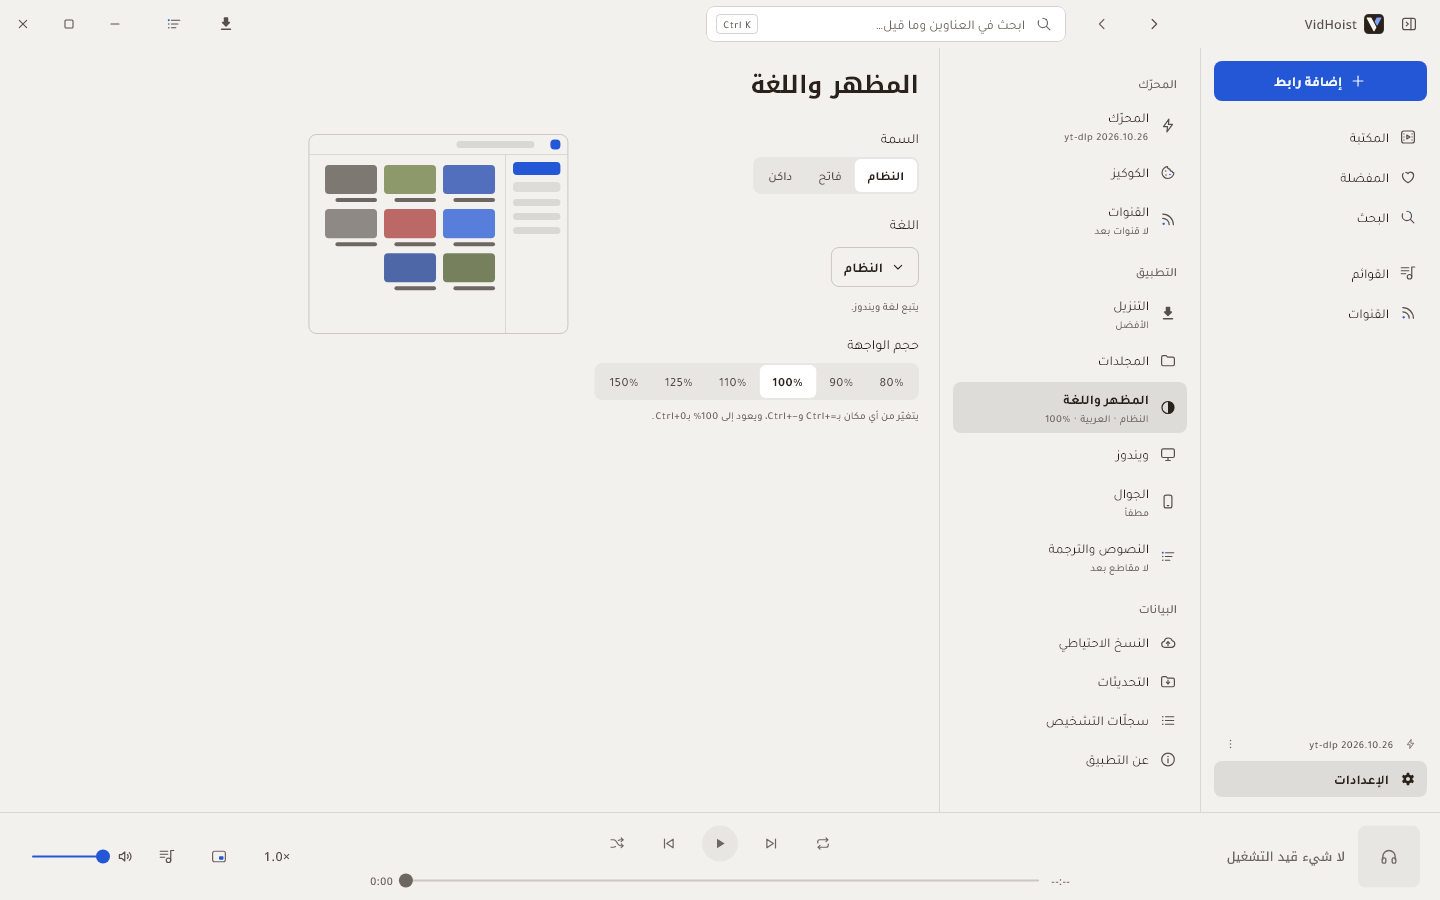 VidHoist
ابحث في العناوين وما قيل...
Ctrl K
إضافة رابط
المكتبة
المفضلة
البحث
القوائم
القنوات
yt-dlp 2026.10.26
الإعدادات
المحرّك
المحرّك
yt-dlp 2026.10.26
الكوكيز
القنوات
لا قنوات بعد
التطبيق
التنزيل
الأفضل
المجلدات
المظهر واللغة
النظام · العربية · 100%
ويندوز
الجوال
مطفأ
النصوص والترجمة
لا مقاطع بعد
البيانات
النسخ الاحتياطي
التحديثات
سجلّات التشخيص
عن التطبيق
المظهر واللغة
السمة
النظام فاتح داكن
اللغة
النظام
يتبع لغة ويندوز.
حجم الواجهة
80% 90% 100% 110% 125% 150%
يتغيّر من أي مكان بـ Ctrl+= و Ctrl+−، ويعود إلى 100% بـ Ctrl+0.
لا شيء قيد التشغيل
--:--
0:00
1.0×